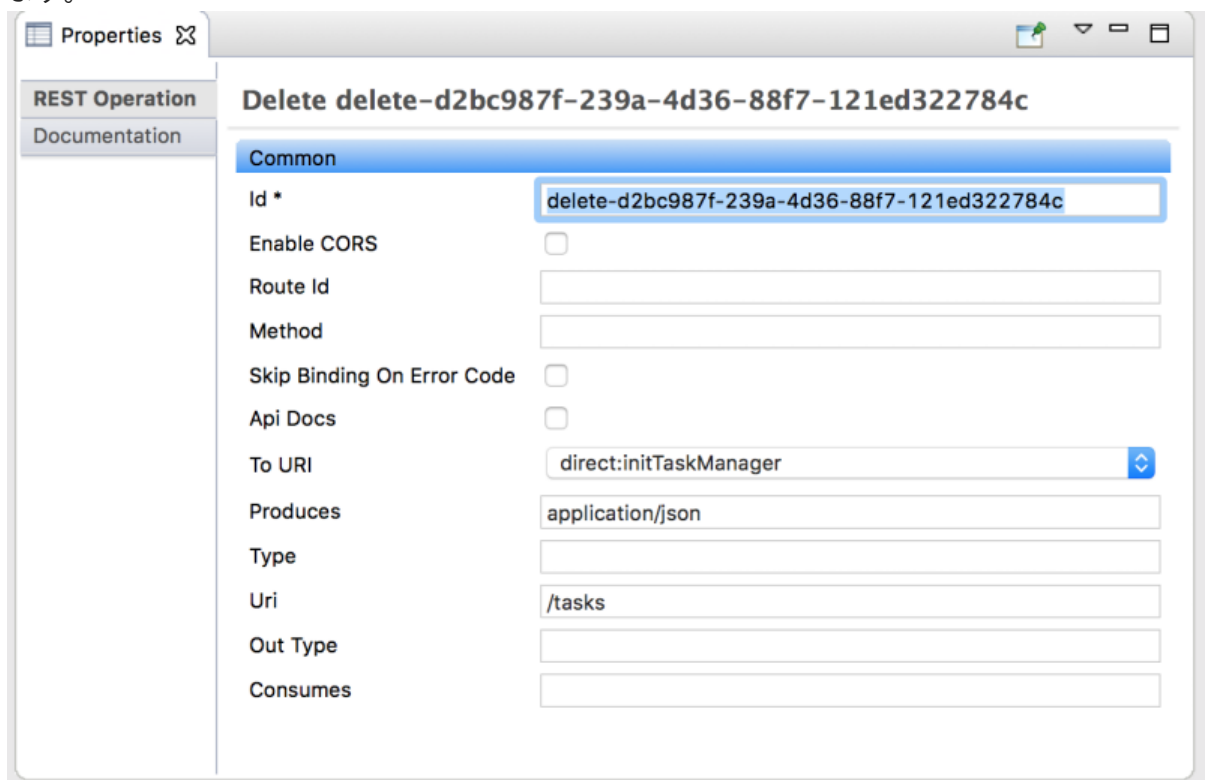 ます。
Properties
REST Operation
Documentation
Delete delete-d2bc987f-239a-4d36-88f7-121ed322784c
Common
Id * delete-d2bc987f-239a-4d36-88f7-121ed322784c
Enable CORS
Route Id
Method
Skip Binding On Error Code
Api Docs
To URI direct:initTaskManager
Produces application/json
Type
Uri /tasks
Out Type
Consumes